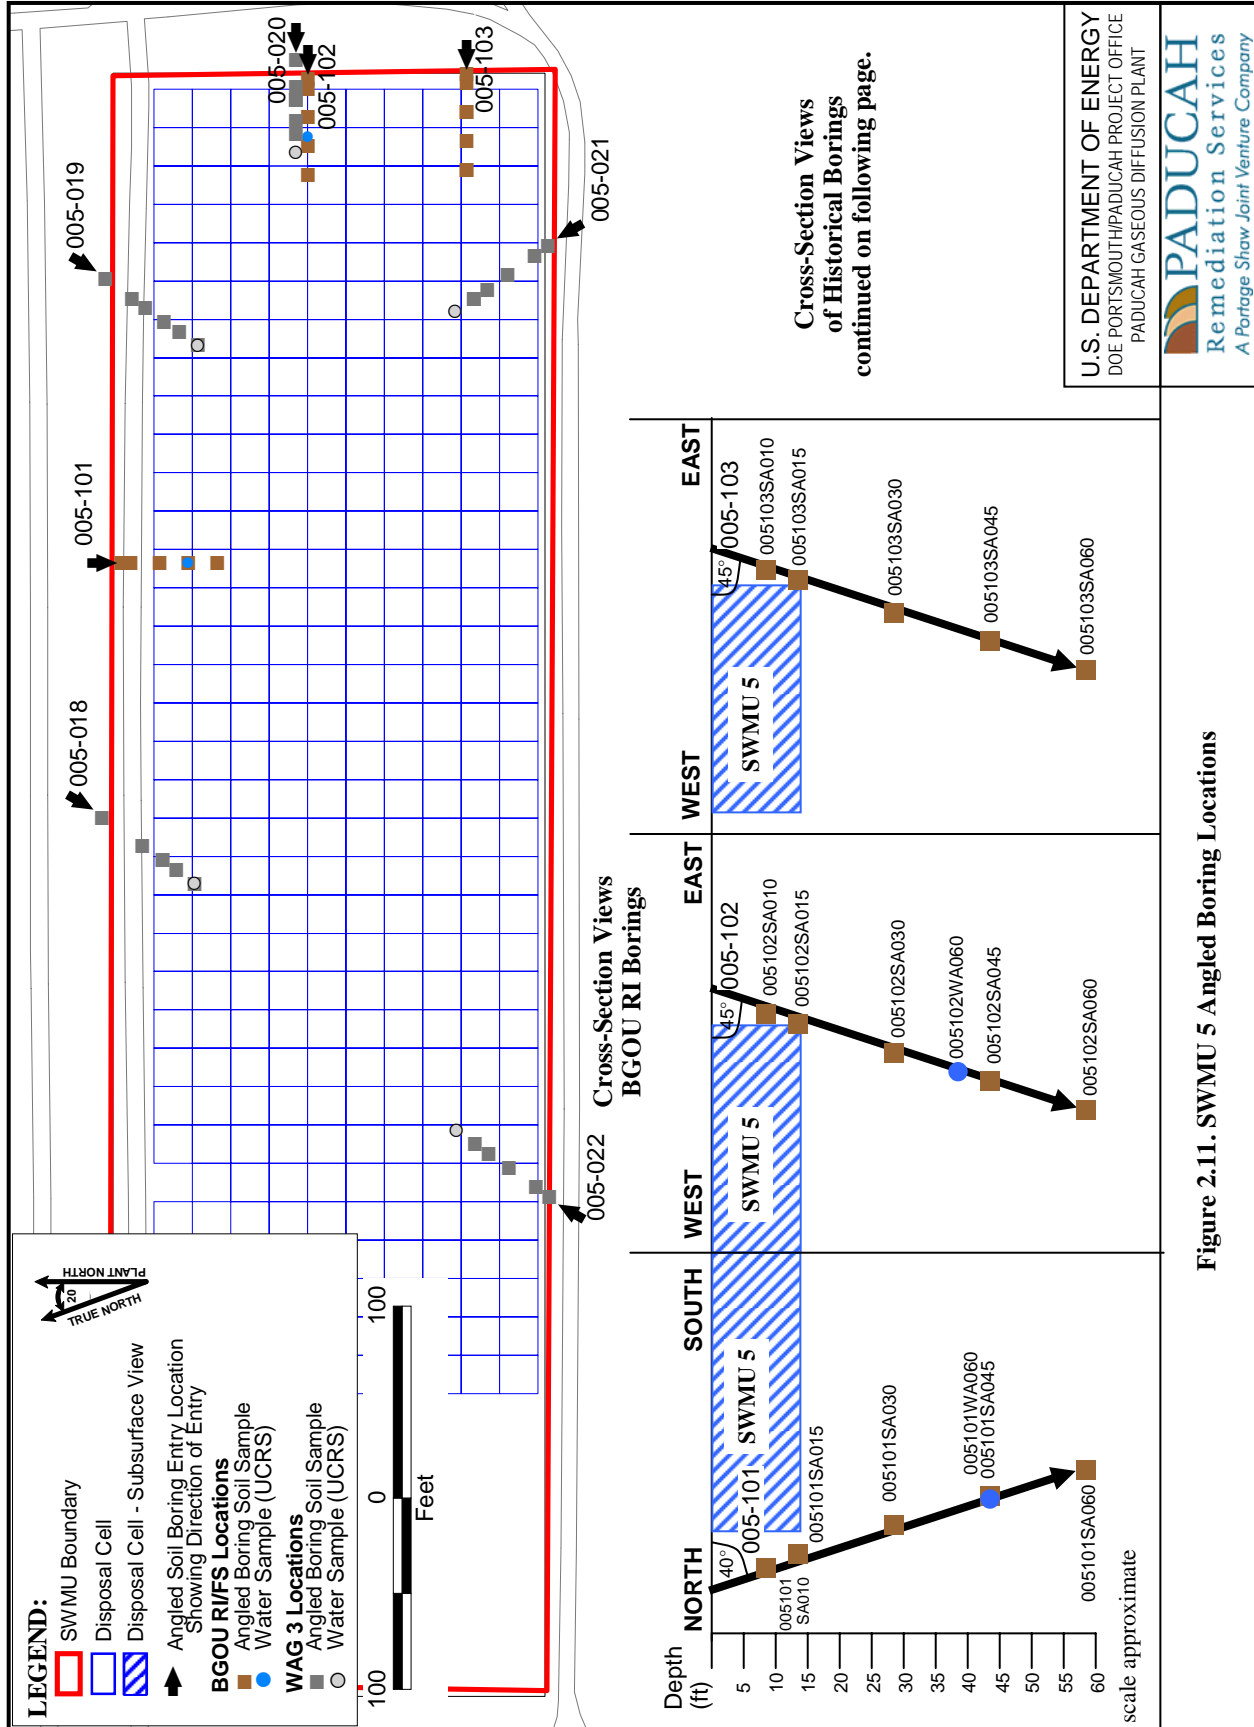 LEGEND:
SWMU Boundary
Disposal Cell
Disposal Cell - Subsurface View
Angled Soil Boring Entry Location
Showing Direction of Entry
BGOU RI/FS Locations
Angled Boring Soil Sample
Water Sample (UCRS)
WAG 3 Locations
Angled Boring Soil Sample
Water Sample (UCRS)
20
TRUE NORTH
PLANT NORTH
100
0
100
Feet
005-018
005-101
005-019
005-020
005-102
005-103
005-021
005-022
Cross-Section Views
BGOU RI Borings
Cross-Section Views
of Historical Borings
continued on following page.
Depth
(ft)
5
10
15
20
25
30
35
40
45
50
55
60
scale approximate
NORTH
SOUTH
40°
005-101
SWMU 5
005101
SA010
005101SA015
005101SA030
005101WA060
005101SA045
005101SA060
WEST
EAST
45°
005-102
SWMU 5
005102SA010
005102SA015
005102SA030
005102WA060
005102SA045
005102SA060
WEST
EAST
45°
005-103
SWMU 5
005103SA010
005103SA015
005103SA030
005103SA045
005103SA060
U.S. DEPARTMENT OF ENERGY
DOE PORTSMOUTH/PADUCAH PROJECT OFFICE
PADUCAH GASEOUS DIFFUSION PLANT
PADUCAH
Remediation Services
A Portage Shaw Joint Venture Company
Figure 2.11. SWMU 5 Angled Boring Locations